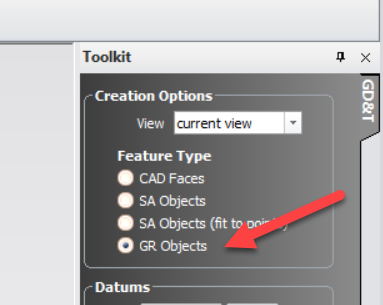 Toolkit
GD&T
Creation Options
View current view
Feature Type
CAD Faces
SA Objects
SA Objects (fit to points)
GR Objects
Datums